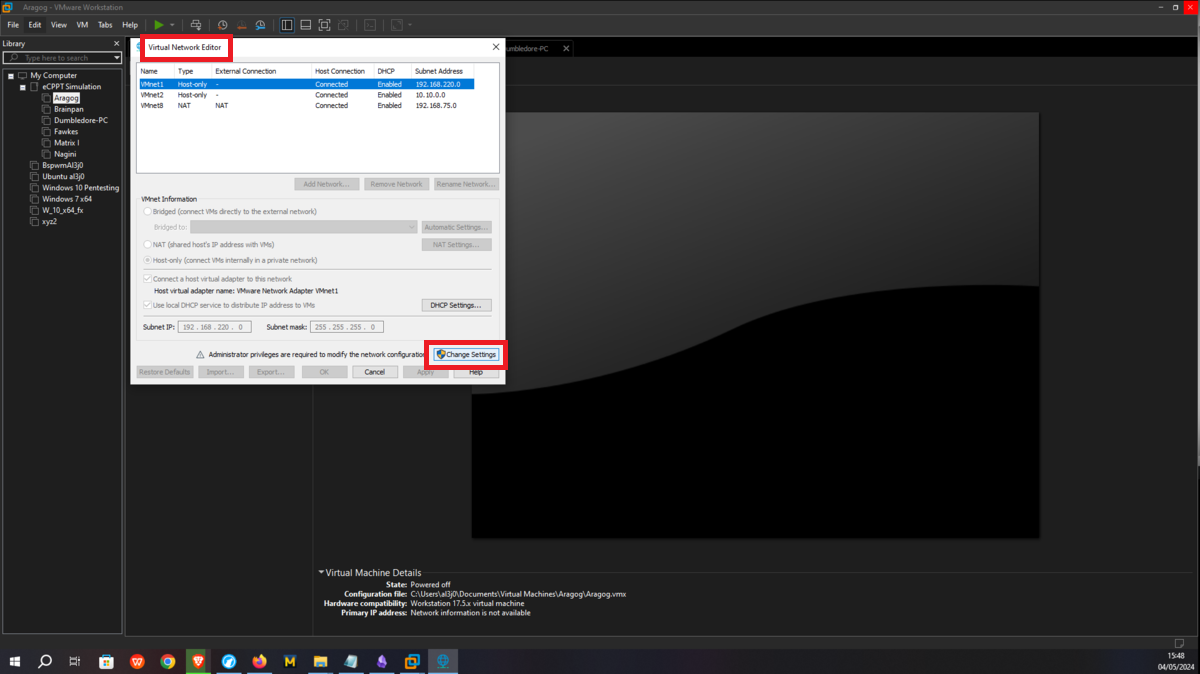 Aragog - VMware Workstation
File Edit View VM Tabs Help
Library
Type here to search
My Computer
eCPPT Simulation
Aragog
Brainpan
Dumbledore-PC
Fawkes
Matrix I
Nagini
BspwmAl3j0
Ubuntu al3j0
Windows 10 Pentesting
Windows 7 x64
W_10_x64_fx
xyz2
umbledore-PC
Virtual Network Editor
Name Type External Connection Host Connection DHCP Subnet Address
VMnet1 Host-only - Connected Enabled 192.168.220.0
VMnet2 Host-only - Connected Enabled 10.10.0.0
VMnet8 NAT NAT Connected Enabled 192.168.75.0
Add Network... Remove Network Rename Network...
VMnet Information
Bridged (connect VMs directly to the external network)
Bridged to: Automatic Settings...
NAT (shared host's IP address with VMs) NAT Settings...
Host-only (connect VMs internally in a private network)
Connect a host virtual adapter to this network
Host virtual adapter name: VMware Network Adapter VMnet1
Use local DHCP service to distribute IP address to VMs DHCP Settings...
Subnet IP: 192 . 168 . 220 . 0 Subnet mask: 255 . 255 . 255 . 0
Administrator privileges are required to modify the network configuration Change Settings
Restore Defaults Import... Export... OK Cancel Apply Help
Virtual Machine Details
State: Powered off
Configuration file: C:\Users\al3j0\Documents\Virtual Machines\Aragog\Aragog.vmx
Hardware compatibility: Workstation 17.5.x virtual machine
Primary IP address: Network information is not available
15:48
04/05/2024